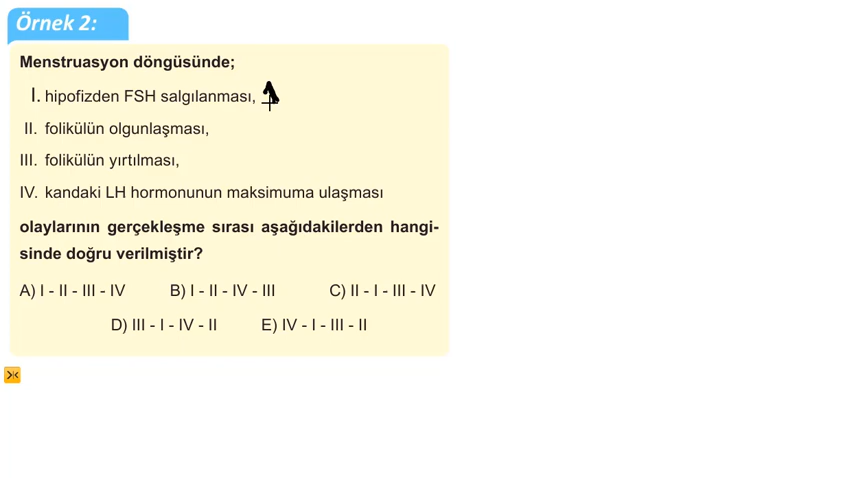 Örnek 2:
Menstruasyon döngüsünde;
I. hipofizden FSH salgılanması,
II. folikülün olgunlaşması,
III. folikülün yırtılması,
IV. kandaki LH hormonunun maksimuma ulaşması
olaylarının gerçekleşme sırası aşağıdakilerden hangi-
sinde doğru verilmiştir?
A) I - II - III - IV B) I - II - IV - III C) II - I - III - IV
D) III - I - IV - II E) IV - I - III - II